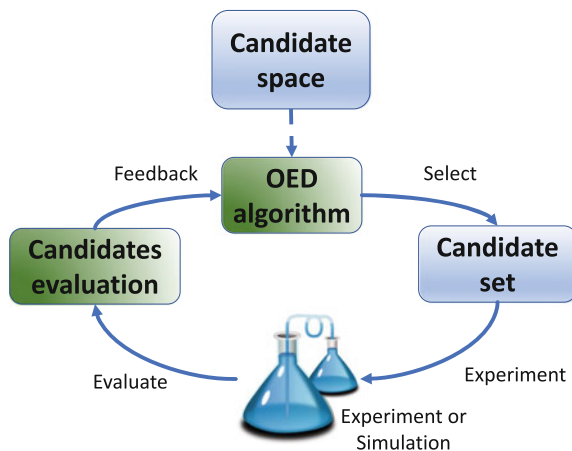 Candidate
space
Feedback
OED
algorithm
Select
Candidates
evaluation
Candidate
set
Evaluate
Experiment
Experiment or
Simulation